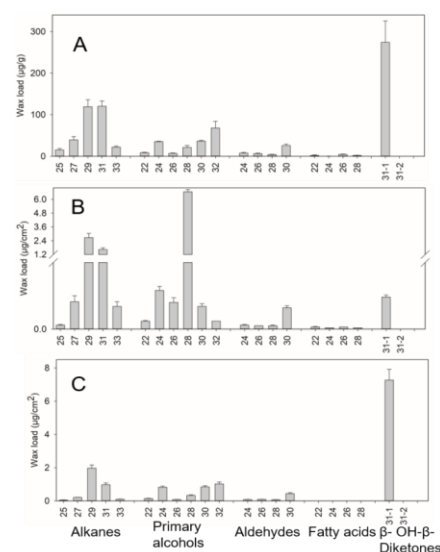 A
Wax load (µg/g)
300
200
100
0
25 27 29 31 33 22 24 26 28 30 32 24 26 28 30 22 24 26 28 31-1 31-2
B
Wax load (µg/cm²)
6.0
4.8
3.6
2.4
1.2
0.0
25 27 29 31 33 22 24 26 28 30 32 24 26 28 30 22 24 26 28 31-1 31-2
C
Wax load (µg/cm²)
8
6
4
2
0
25 27 29 31 33 22 24 26 28 30 32 24 26 28 30 22 24 26 28 31-1 31-2
Alkanes Primary alcohols Aldehydes Fatty acids β- OH-β-
Diketones